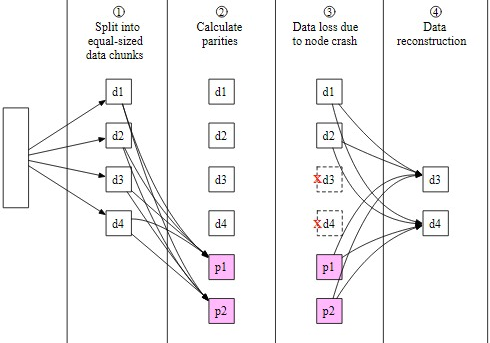 ①
Split into
equal-sized
data chunks
②
Calculate
parities
③
Data loss due
to node crash
④
Data
reconstruction
d1
d1
d1
d2
d2
d2
d3
d3
x d3
d3
d4
d4
x d4
d4
p1
p1
p2
p2